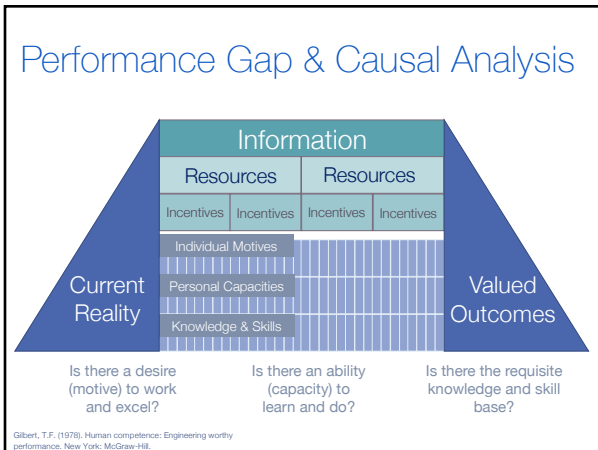 Performance Gap & Causal Analysis
Information
Resources Resources
Incentives Incentives Incentives Incentives
Individual Motives
Personal Capacities
Knowledge & Skills
Current
Reality
Valued
Outcomes
Is there a desire
(motive) to work
and excel?
Is there an ability
(capacity) to
learn and do?
Is there the requisite
knowledge and skill
base?
Gilbert, T.F. (1978). Human competence: Engineering worthy
performance. New York: McGraw-Hill.